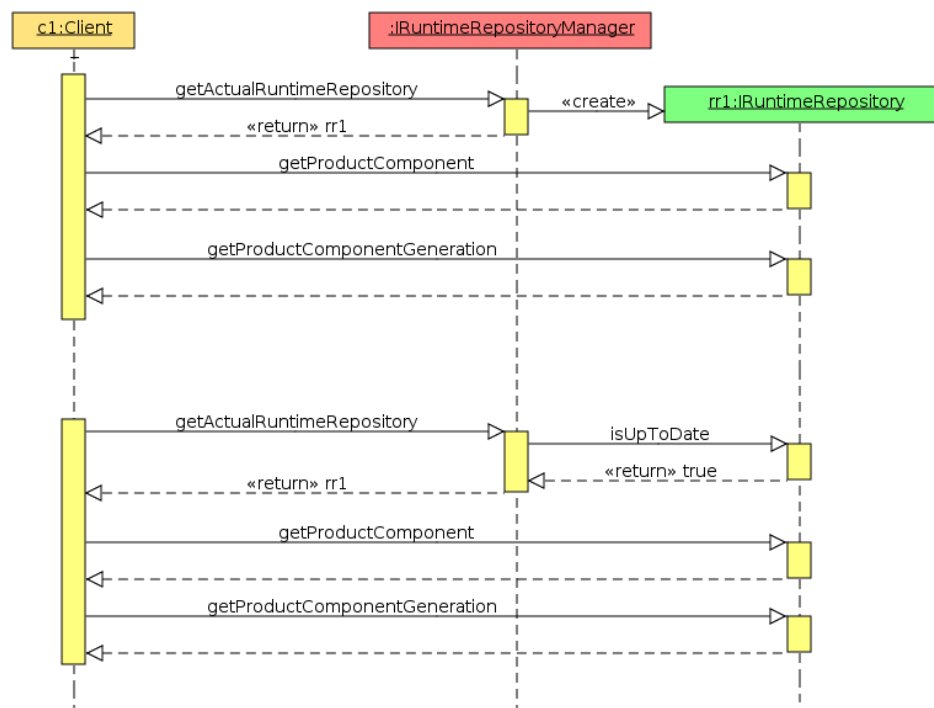 c1:Client
:IRuntimeRepositoryManager
getActualRuntimeRepository
«create»
rr1:IRuntimeRepository
«return» rr1
getProductComponent
getProductComponentGeneration
getActualRuntimeRepository
isUpToDate
«return» true
«return» rr1
getProductComponent
getProductComponentGeneration